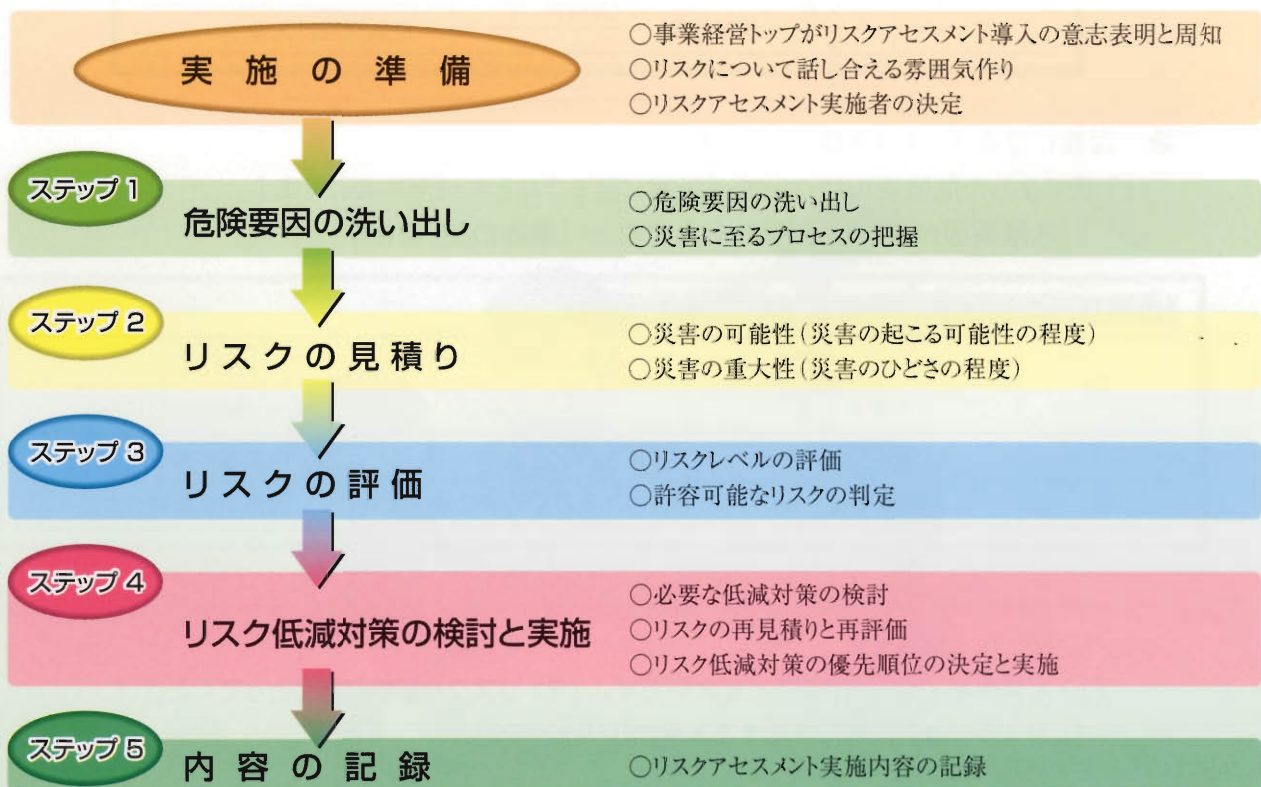 実施の準備
○事業経営トップがリスクアセスメント導入の意志表明と周知
○リスクについて話し合える雰囲気作り
○リスクアセスメント実施者の決定
ステップ1
危険要因の洗い出し
○危険要因の洗い出し
○災害に至るプロセスの把握
ステップ2
リスクの見積り
○災害の可能性(災害の起こる可能性の程度)
○災害の重大性(災害のひどさの程度)
ステップ3
リスクの評価
○リスクレベルの評価
○許容可能なリスクの判定
ステップ4
リスク低減対策の検討と実施
○必要な低減対策の検討
○リスクの再見積りと再評価
○リスク低減対策の優先順位の決定と実施
ステップ5
内容の記録
○リスクアセスメント実施内容の記録